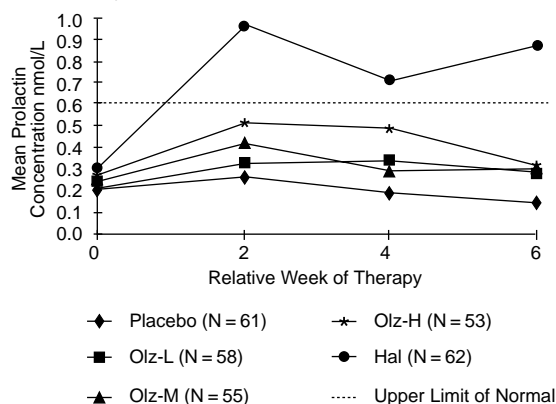 1.0
0.9
0.8
0.7
0.6
0.5
0.4
0.3
0.2
0.1
0.0
Mean Prolactin
Concentration nmol/L
0 2 4 6
Relative Week of Therapy
Placebo (N = 61)
Olz-H (N = 53)
Olz-L (N = 58)
Hal (N = 62)
Olz-M (N = 55)
Upper Limit of Normal